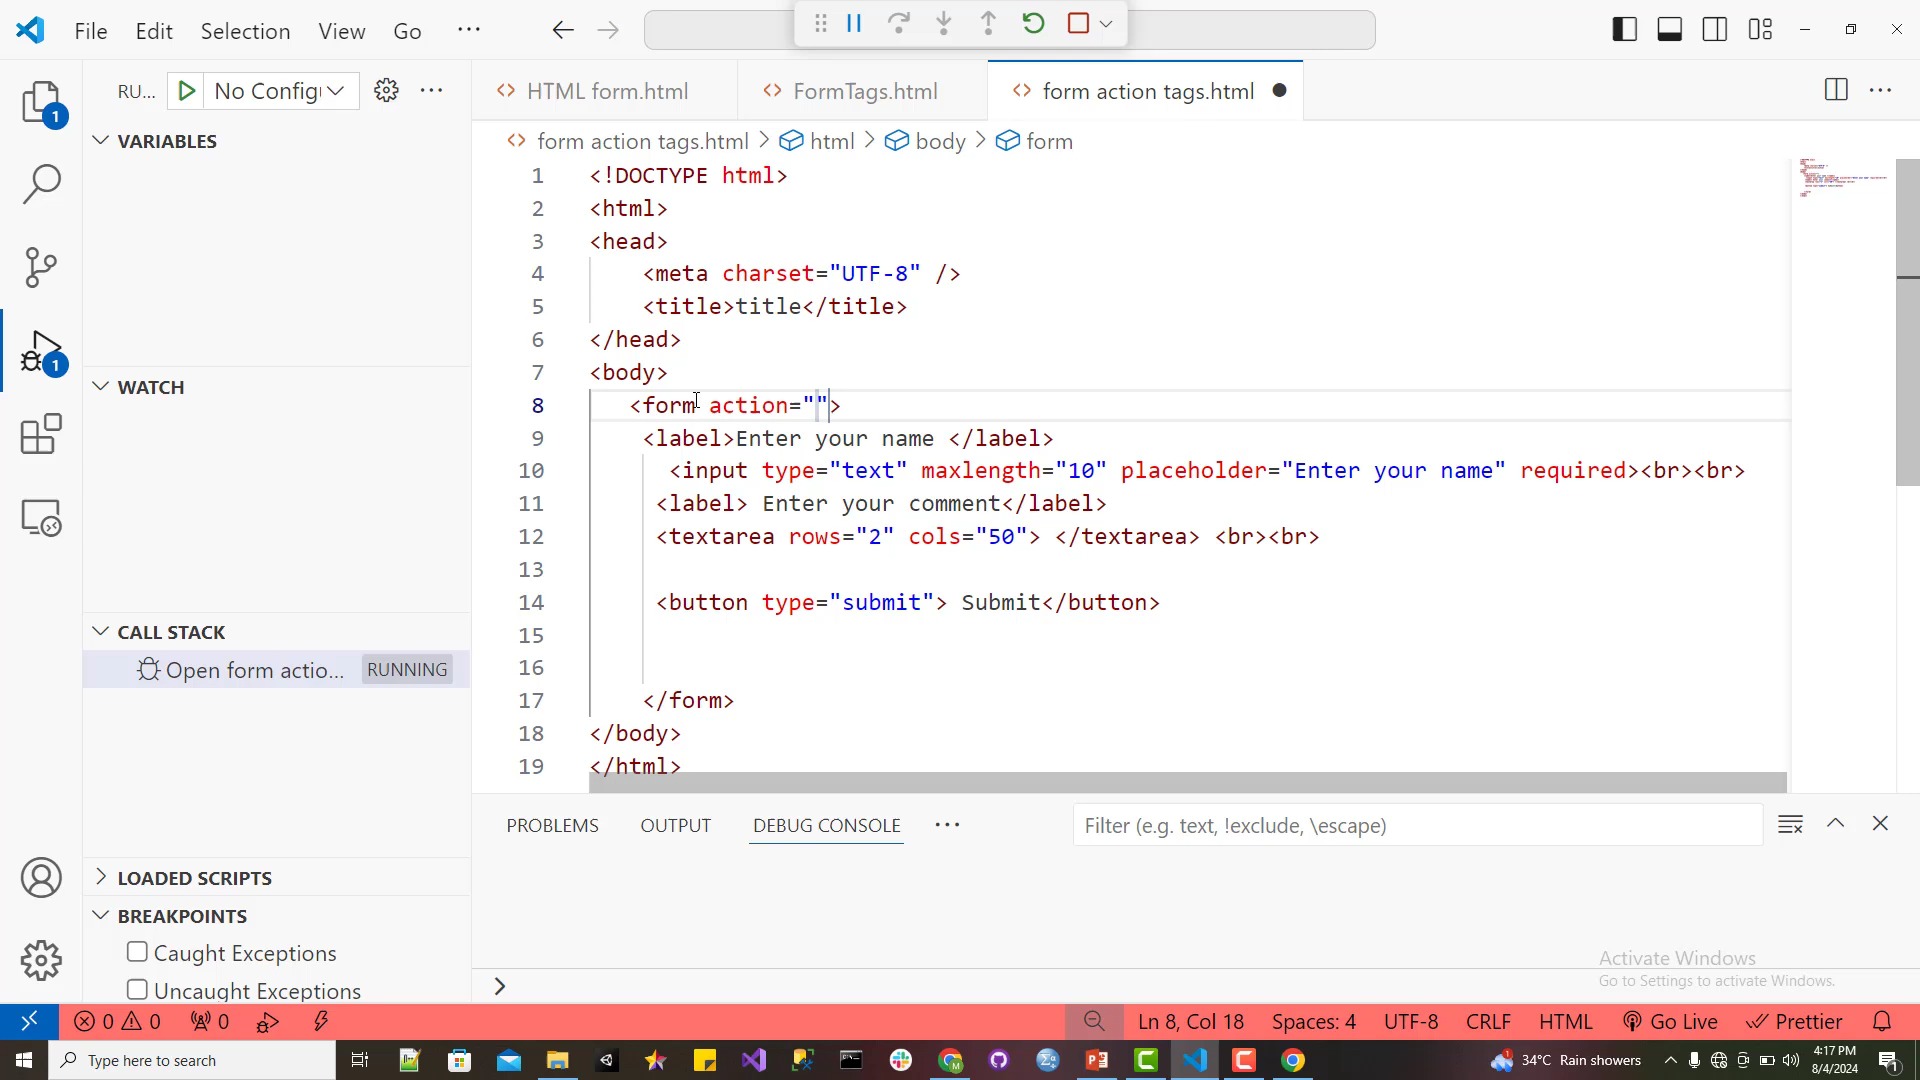 File Edit Selection View Go ···
RU... No Config
HTML form.html FormTags.html form action tags.html
form action tags.html > html > body > form
VARIABLES
WATCH
CALL STACK
Open form actio... RUNNING
LOADED SCRIPTS
BREAKPOINTS
Caught Exceptions
Uncaught Exceptions
1 <!DOCTYPE html>
2 <html>
3 <head>
4 <meta charset="UTF-8" />
5 <title>title</title>
6 </head>
7 <body>
8 <form action="">
9 <label>Enter your name </label>
10 <input type="text" maxlength="10" placeholder="Enter your name" required><br><br>
11 <label> Enter your comment</label>
12 <textarea rows="2" cols="50"> </textarea> <br><br>
13
14 <button type="submit"> Submit</button>
15
16
17 </form>
18 </body>
19 </html>
PROBLEMS OUTPUT DEBUG CONSOLE ··· Filter (e.g. text, !exclude, \escape)
Activate Windows
Go to Settings to activate Windows.
0 0 0 Ln 8, Col 18 Spaces: 4 UTF-8 CRLF HTML Go Live Prettier
Type here to search 34°C Rain showers 4:17 PM
8/4/2024